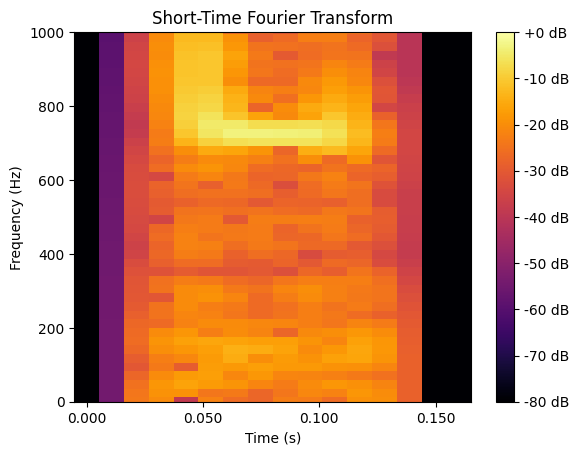 Short-Time Fourier Transform
1000
800
600
400
200
0
Frequency (Hz)
0.000
0.050
0.100
0.150
Time (s)
+0 dB
-10 dB
-20 dB
-30 dB
-40 dB
-50 dB
-60 dB
-70 dB
-80 dB